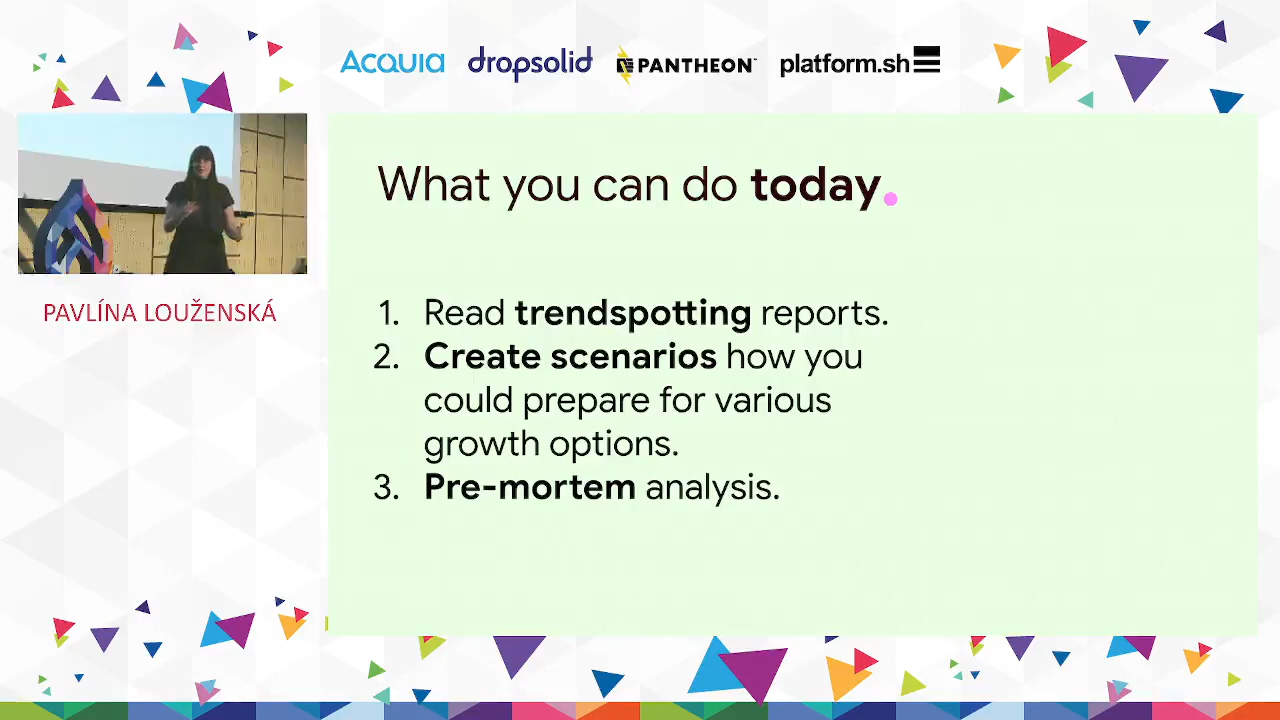 ACQUIA dropsolid PANTHEON platform.sh
What you can do today.
PAVLÍNA LOUŽENSKÁ
1. Read trendspotting reports.
2. Create scenarios how you
could prepare for various
growth options.
3. Pre-mortem analysis.